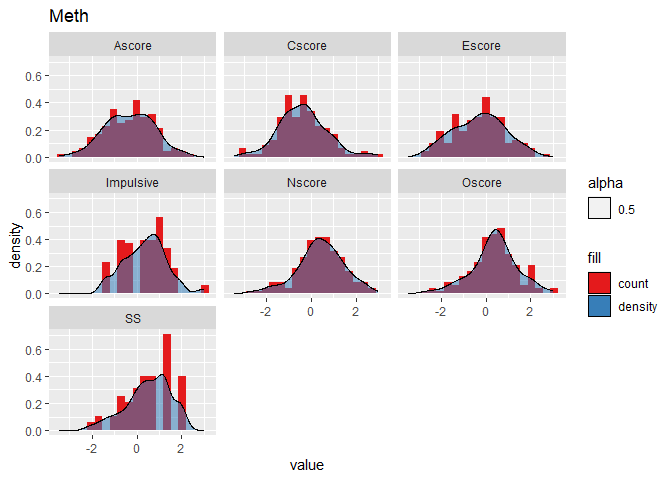 Meth
Ascore Cscore Escore
0.6
0.4
0.2
0.0
Impulsive Nscore Oscore
0.6
0.4
0.2
0.0
density
SS
0.6
0.4
0.2
0.0
-2 0 2 -2 0 2
-2 0 2
value
alpha
0.5
fill
count
density